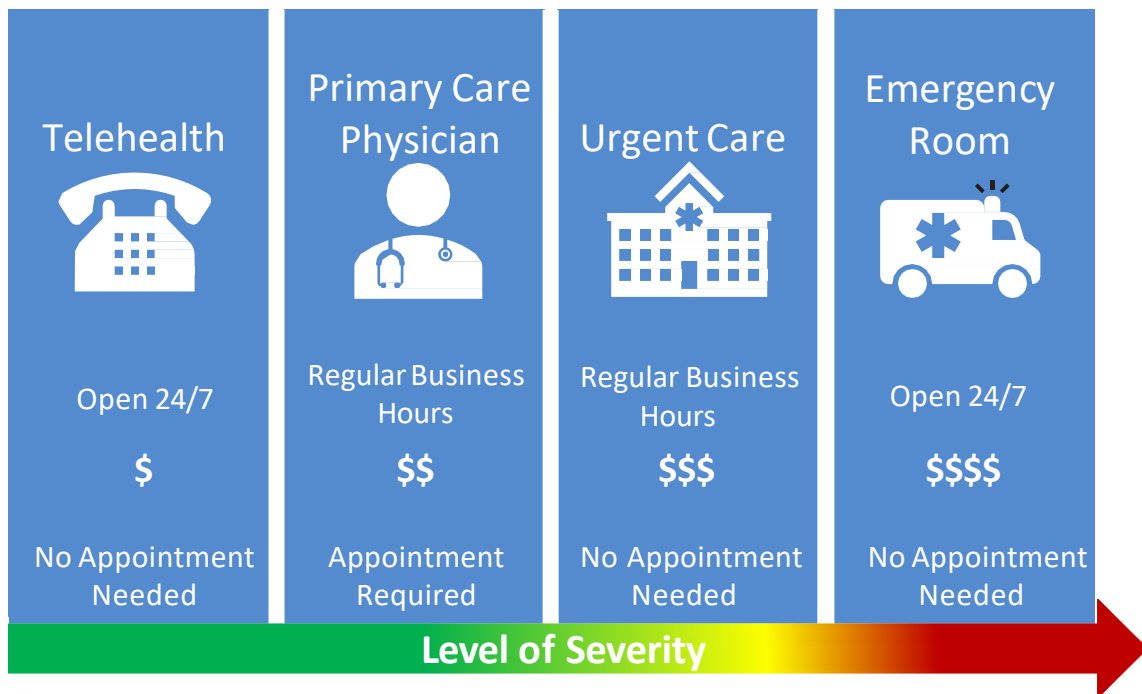 Telehealth
Open 24/7
$
No Appointment
Needed
Primary Care
Physician
Regular Business
Hours
$$
Appointment
Required
Urgent Care
Regular Business
Hours
$$$
No Appointment
Needed
Emergency
Room
Open 24/7
$$$$
No Appointment
Needed
Level of Severity